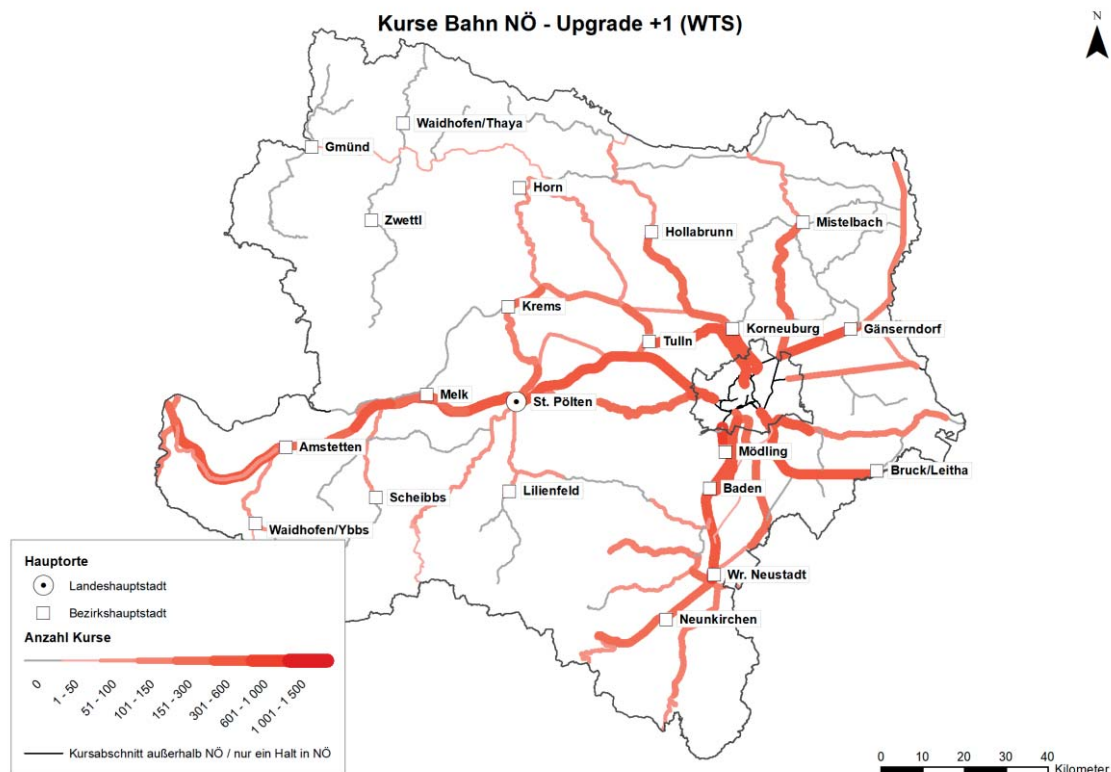 Kurse Bahn NÖ - Upgrade +1 (WTS)
N
Waidhofen/Thaya
Gmünd
Horn
Zwettl
Hollabrunn
Mistelbach
Krems
Korneuburg
Gänserndorf
Tulln
Melk
St. Pölten
Amstetten
Mödling
Bruck/Leitha
Scheibbs
Lilienfeld
Baden
Waidhofen/Ybbs
Wr. Neustadt
Neunkirchen
Hauptorte
Landeshauptstadt
Bezirkshauptstadt
Anzahl Kurse
0
1 - 50
51 - 100
101 - 150
151 - 300
301 - 600
601 - 1 000
1 001 - 1 500
Kursabschnitt außerhalb NÖ / nur ein Halt in NÖ
0 10 20 30 40
Kilometer